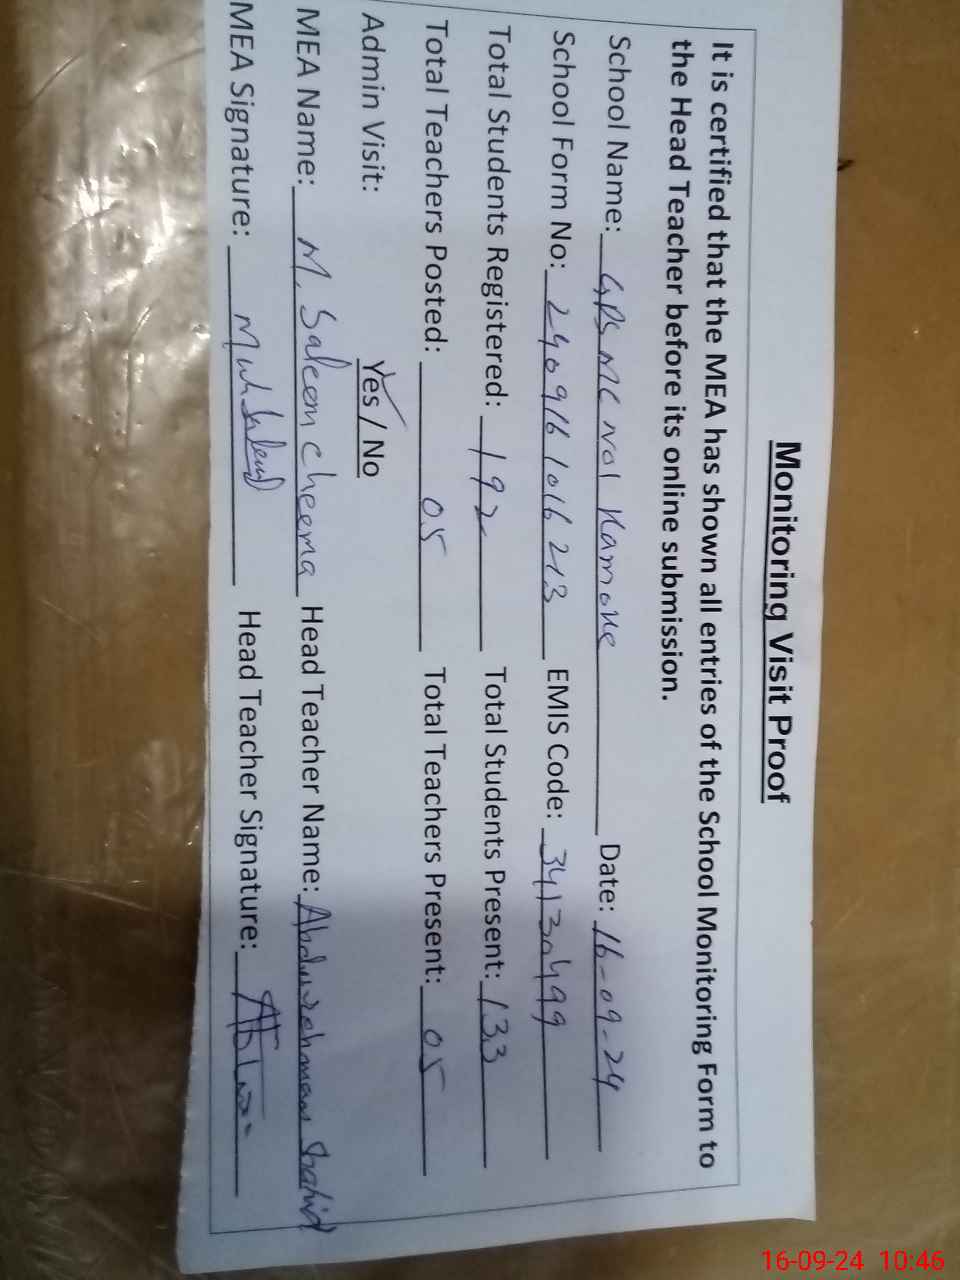 Monitoring Visit Proof
It is certified that the MEA has shown all entries of the School Monitoring Form to
the Head Teacher before its online submission.
School Name: GPS MC No1 Kamoke Date: 16-09-24
School Form No: 240916 1016 213 EMIS Code: 34130499
Total Students Registered: 192 Total Students Present: 133
Total Teachers Posted: 05 Total Teachers Present: 05
Admin Visit: Yes / No
MEA Name: M. Saleem cheema Head Teacher Name: Abdurrehman Shahid
MEA Signature: Head Teacher Signature:
16-09-24 10:46